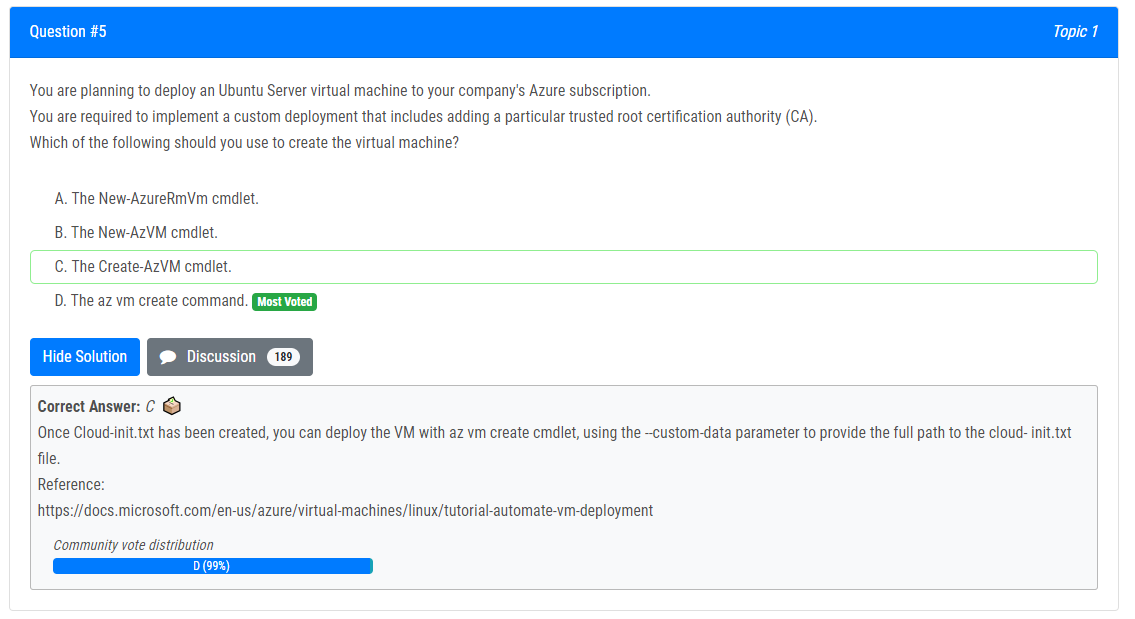 Question #5
Topic 1
You are planning to deploy an Ubuntu Server virtual machine to your company's Azure subscription.
You are required to implement a custom deployment that includes adding a particular trusted root certification authority (CA).
Which of the following should you use to create the virtual machine?
A. The New-AzureRmVm cmdlet.
B. The New-AzVM cmdlet.
C. The Create-AzVM cmdlet.
D. The az vm create command. Most Voted
Hide Solution
Discussion 189
Correct Answer: C
Once Cloud-init.txt has been created, you can deploy the VM with az vm create cmdlet, using the --custom-data parameter to provide the full path to the cloud- init.txt
file.
Reference:
https://docs.microsoft.com/en-us/azure/virtual-machines/linux/tutorial-automate-vm-deployment
Community vote distribution
D (99%)